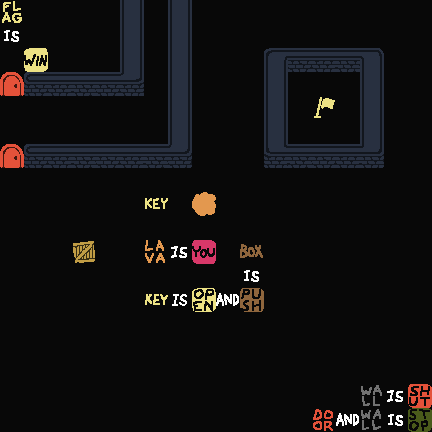 FLAG
IS
WIN
KEY
LAVA IS YOU BOX
IS
KEY IS OPEN AND PUSH
WALL IS SHUT
DOOR AND WALL IS STOP